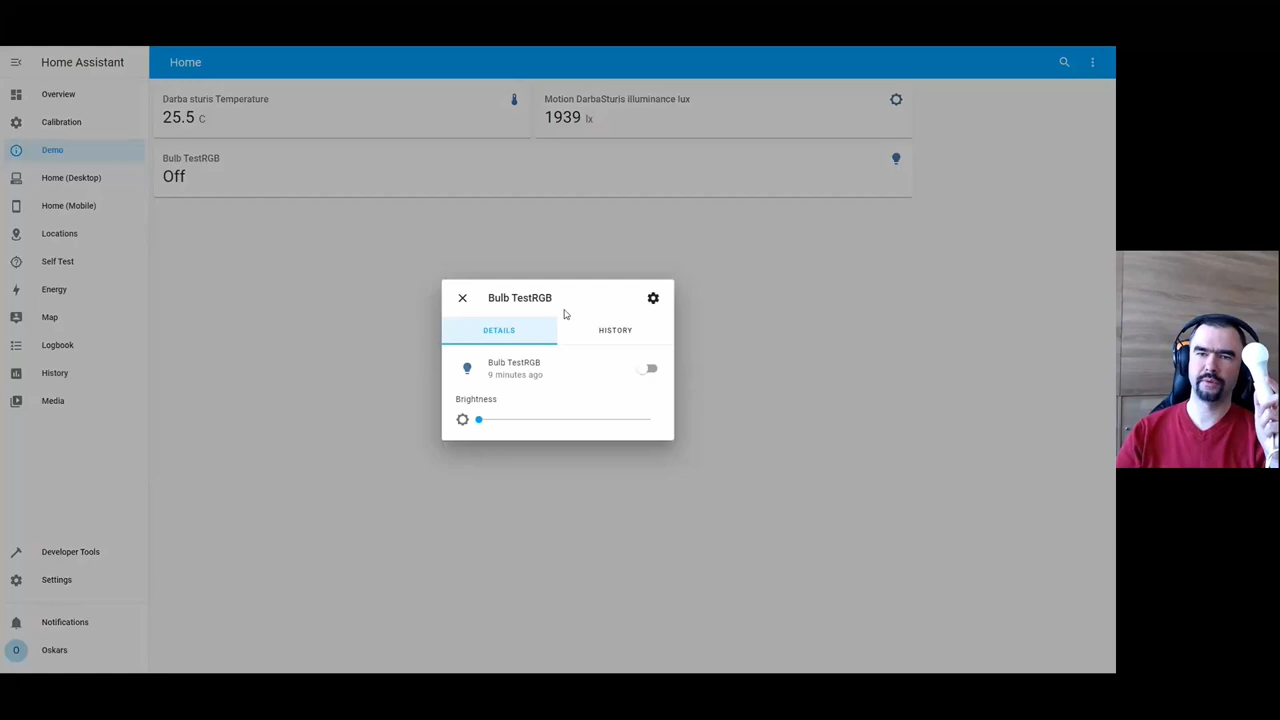 Home Assistant
Home
Overview
Calibration
Demo
Home (Desktop)
Home (Mobile)
Locations
Self Test
Energy
Map
Logbook
History
Media
Developer Tools
Settings
Notifications
O
Oskars
Darba sturis Temperature
25.5 C
Motion DarbaSturis illuminance lux
1939 lx
Bulb TestRGB
Off
Bulb TestRGB
DETAILS
HISTORY
Bulb TestRGB
9 minutes ago
Brightness